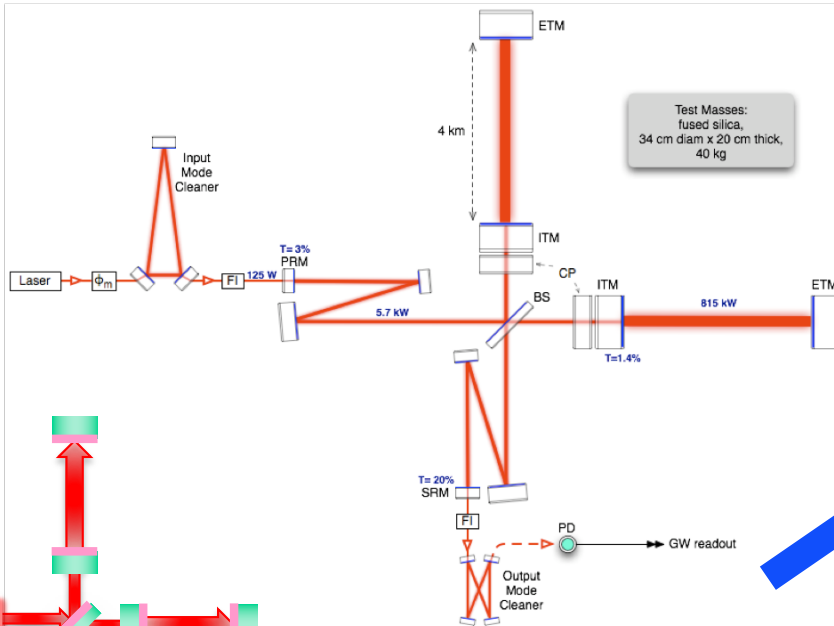 ETM
4 km
Test Masses:
fused silica,
34 cm diam x 20 cm thick,
40 kg
Input
Mode
Cleaner
ITM
T= 3%
PRM
CP
ITM
ETM
Laser
ϕm
FI
125 W
BS
815 kW
5.7 kW
T=1.4%
T= 20%
SRM
FI
PD
GW readout
Output
Mode
Cleaner